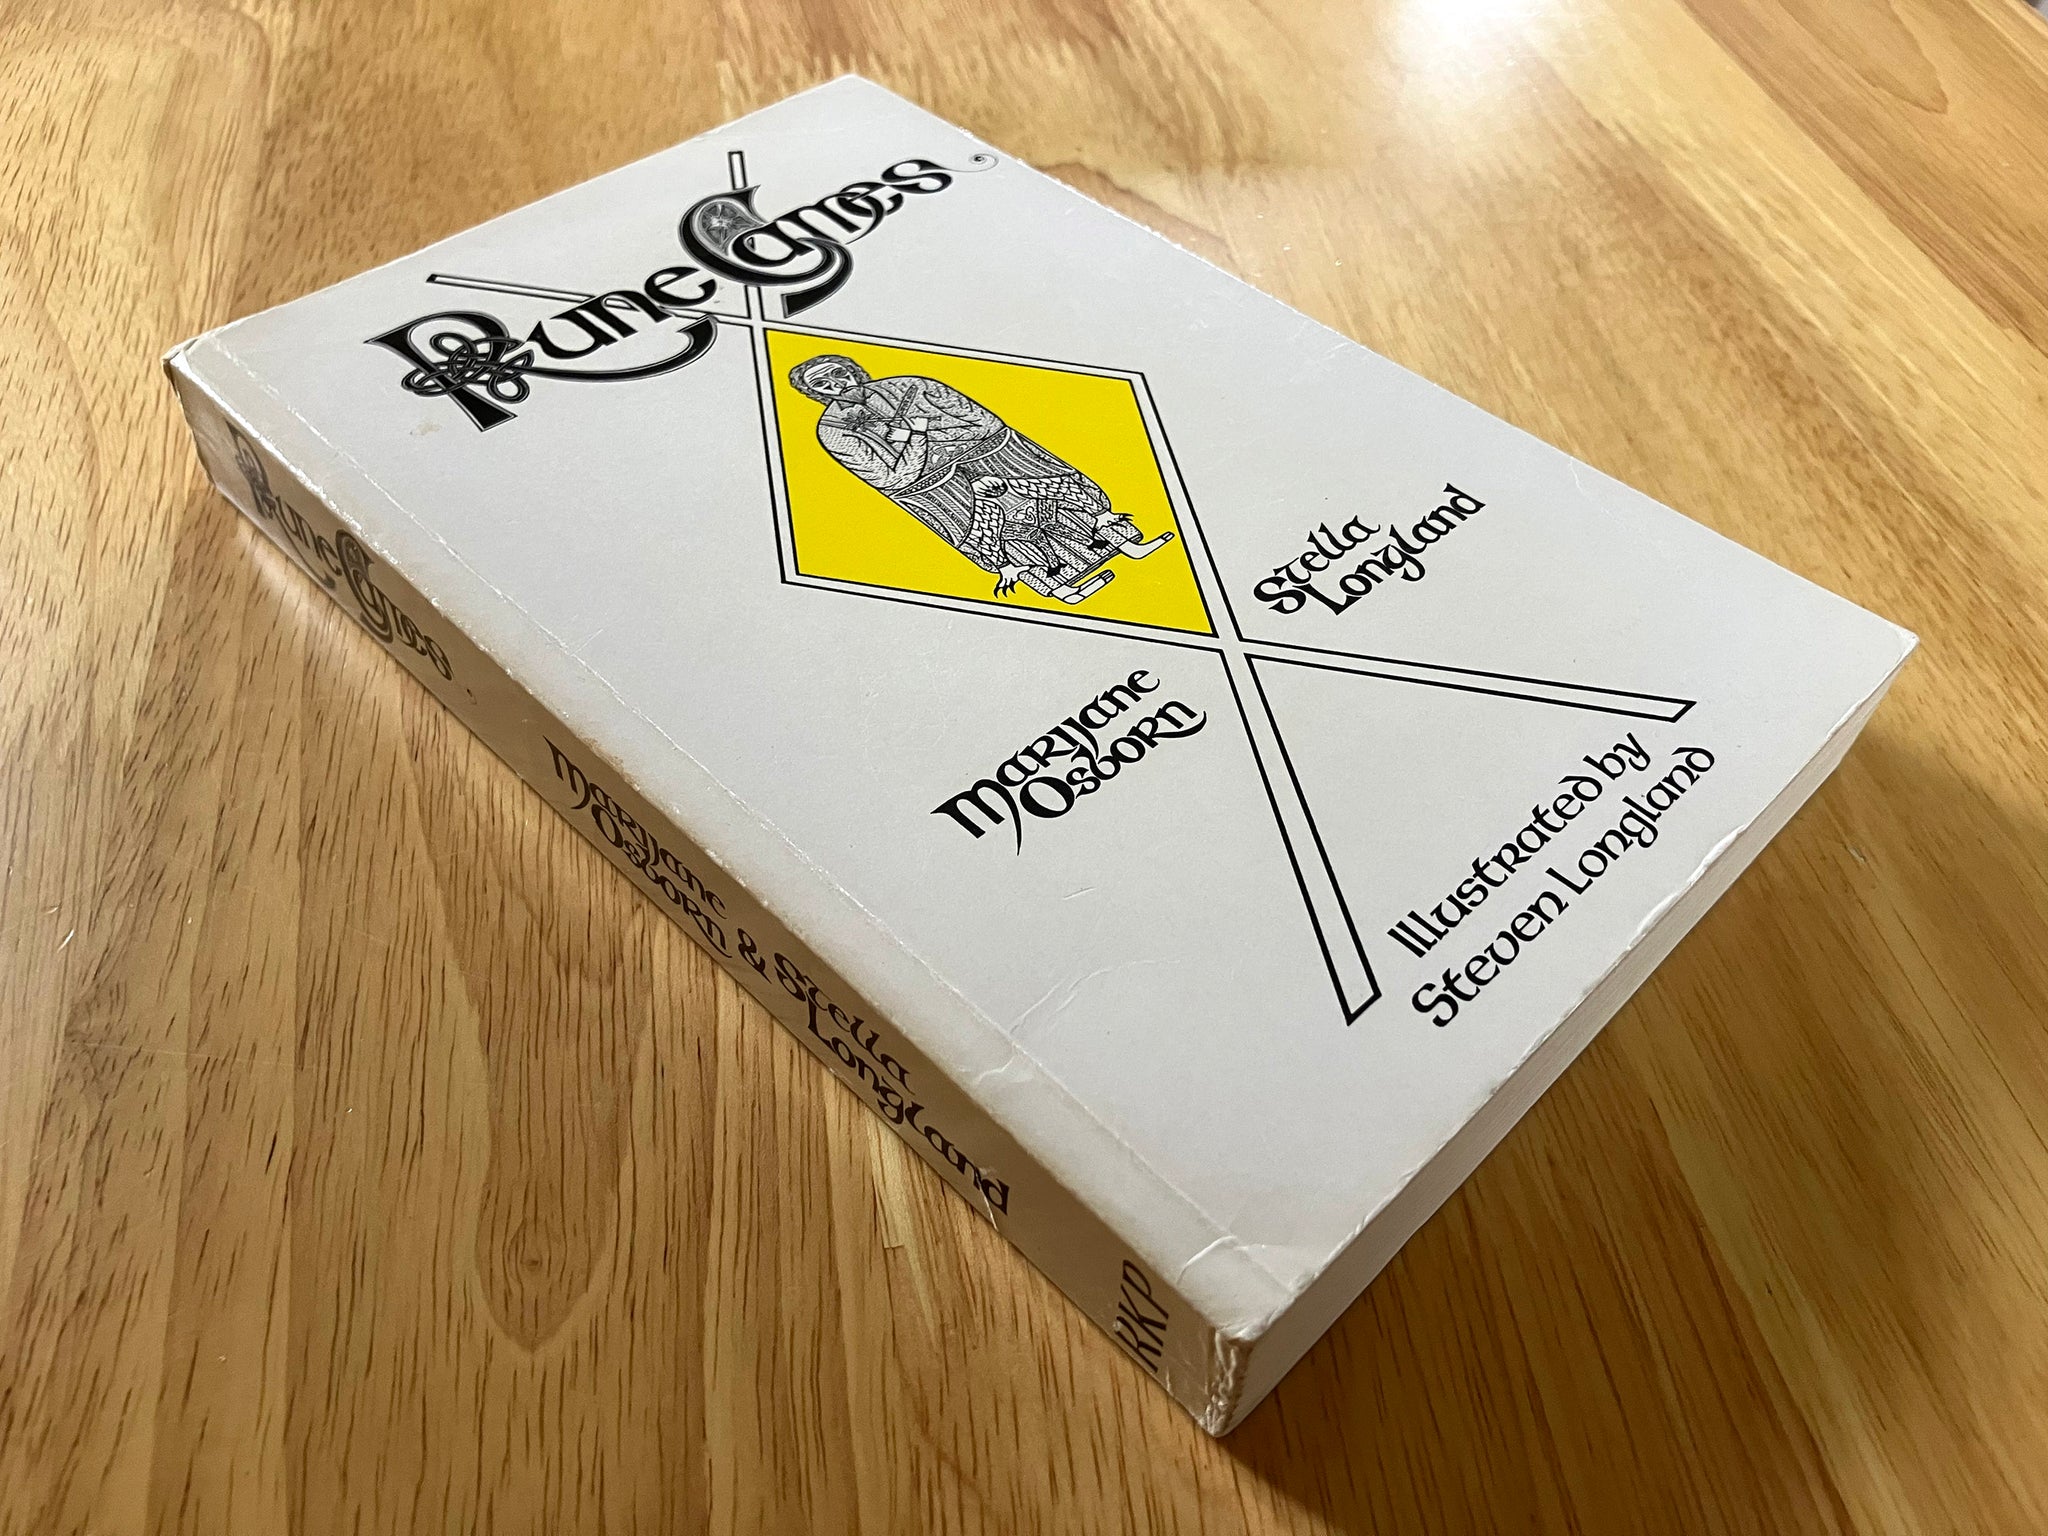 Rune Games
Stella
Longland
Marijane
Osborn
Illustrated by
Steven Longland
Rune Games
Marijane
Osborn & Stella
Longland
RKP